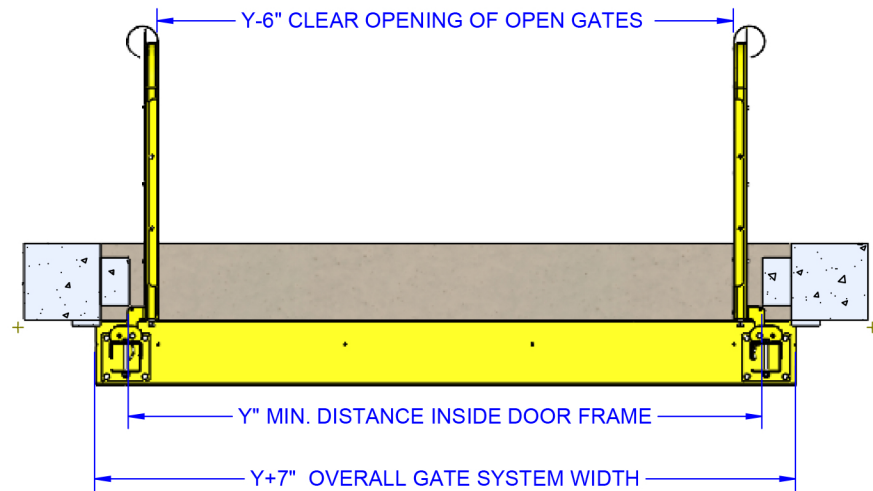 Y-6" CLEAR OPENING OF OPEN GATES
Y" MIN. DISTANCE INSIDE DOOR FRAME
Y+7" OVERALL GATE SYSTEM WIDTH